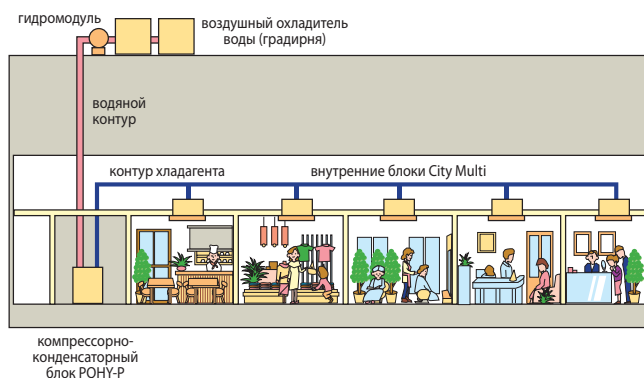 гидромодуль
воздушный охладитель
воды (градирня)
водяной
контур
контур хладагента
внутренние блоки City Multi
компрессорно-
конденсаторный
блок PQHY-P